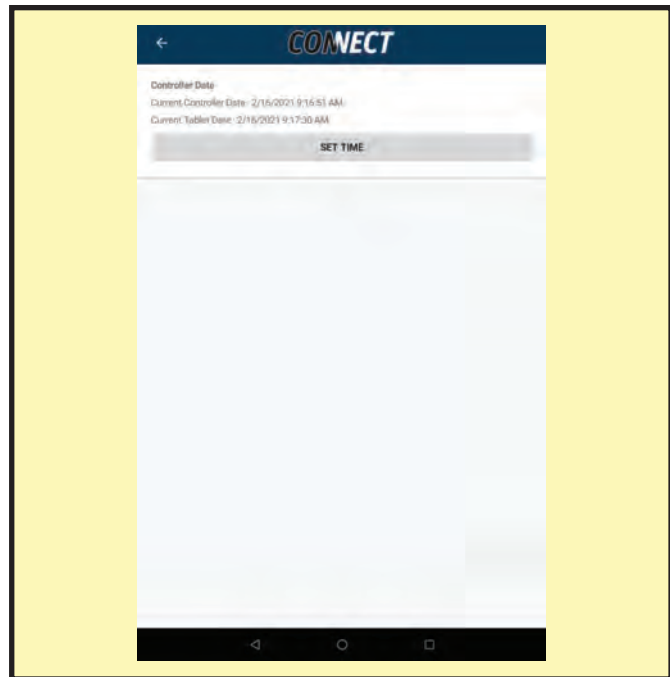 CONNECT
Controller Date
Current Controller Date: 2/16/2021 9:16:51 AM
Current Tablet Date: 2/16/2021 9:17:30 AM
SET TIME